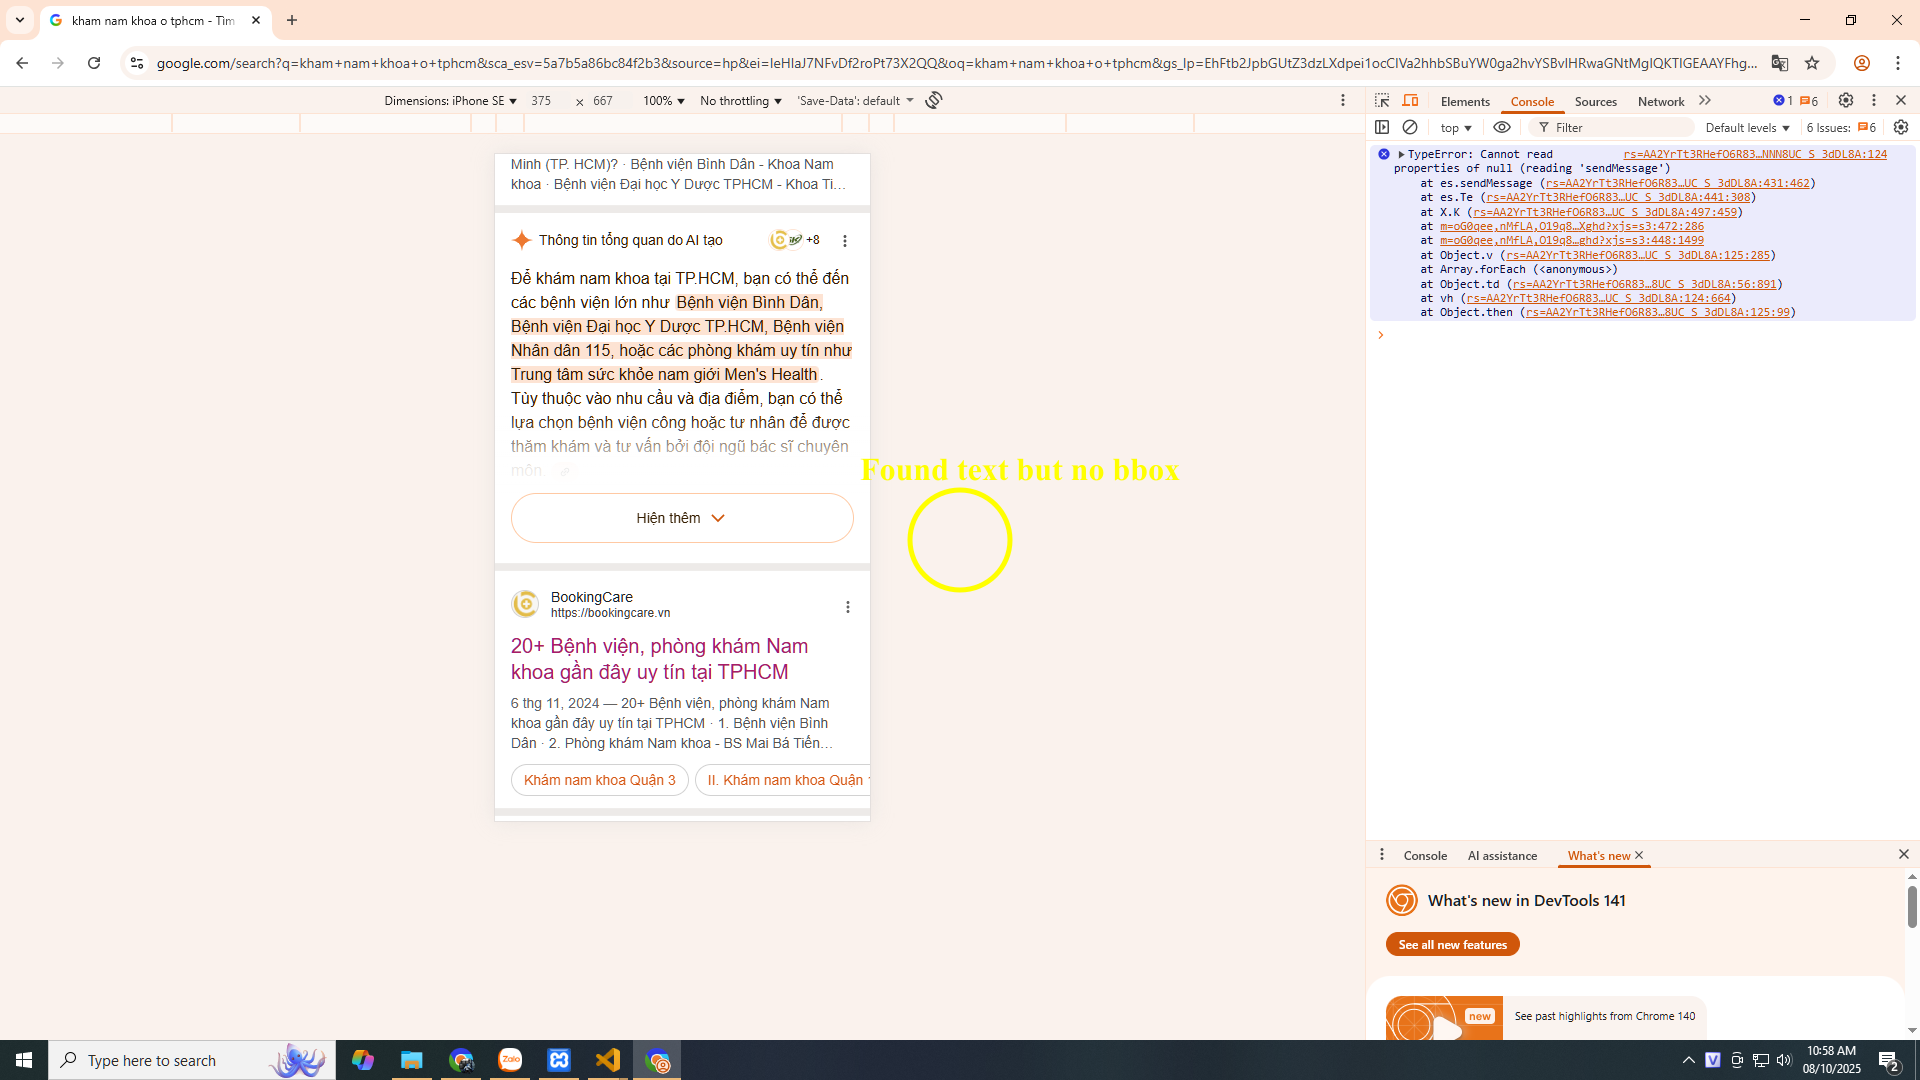 kham nam khoa o tphcm - Tìm
google.com/search?q=kham+nam+khoa+o+tphcm&sca_esv=5a7b5a86bc84f2b3&source=hp&ei=
Dimensions: iPhone SE
375
×
667
100%
No throttling
'Save-Data': default
Minh (TP. HCM)? · Bệnh viện Bình Dân - Khoa Nam
khoa · Bệnh viện Đại học Y Dược TPHCM - Khoa Ti...
Thông tin tổng quan do AI tạo
+8
Để khám nam khoa tại TP.HCM, bạn có thể đến
các bệnh viện lớn như Bệnh viện Bình Dân,
Bệnh viện Đại học Y Dược TP.HCM, Bệnh viện
Nhân dân 115, hoặc các phòng khám uy tín như
Trung tâm sức khỏe nam giới Men's Health.
Tùy thuộc vào nhu cầu và địa điểm, bạn có thể
lựa chọn bệnh viện công hoặc tư nhân để được
thăm khám và tư vấn bởi đội ngũ bác sĩ chuyên
môn.
Found text but no bbox
Hiện thêm
BookingCare
https://bookingcare.vn
20+ Bệnh viện, phòng khám Nam
khoa gần đây uy tín tại TPHCM
6 thg 11, 2024 — 20+ Bệnh viện, phòng khám Nam
khoa gần đây uy tín tại TPHCM · 1. Bệnh viện Bình
Dân · 2. Phòng khám Nam khoa - BS Mai Bá Tiến...
Khám nam khoa Quận 3
II. Khám nam khoa Quận
Elements
Console
Sources
Network
1
6
top
Filter
Default levels
6 Issues:
6
TypeError: Cannot read rs=AA2YrTt3RHefO6R83…NNN8UC_S_3dDL8A:124
properties of null (reading 'sendMessage')
at es.sendMessage (rs=AA2YrTt3RHefO6R83…UC_S_3dDL8A:431:462)
at es.Te (rs=AA2YrTt3RHefO6R83…UC_S_3dDL8A:441:308)
at X.K (rs=AA2YrTt3RHefO6R83…UC_S_3dDL8A:497:459)
at m=oG0qee,nMfLA,O19q8…Xghd?xjs=s3:472:286
at m=oG0qee,nMfLA,O19q8…ghd?xjs=s3:448:1499
at Object.v (rs=AA2YrTt3RHefO6R83…UC_S_3dDL8A:125:285)
at Array.forEach (<anonymous>)
at Object.td (rs=AA2YrTt3RHefO6R83…8UC_S_3dDL8A:56:891)
at vh (rs=AA2YrTt3RHefO6R83…UC_S_3dDL8A:124:664)
at Object.then (rs=AA2YrTt3RHefO6R83…8UC_S_3dDL8A:125:99)
Console
AI assistance
What's new
What's new in DevTools 141
See all new features
new
See past highlights from Chrome 140
Type here to search
Zalo
V
10:58 AM
08/10/2025
2